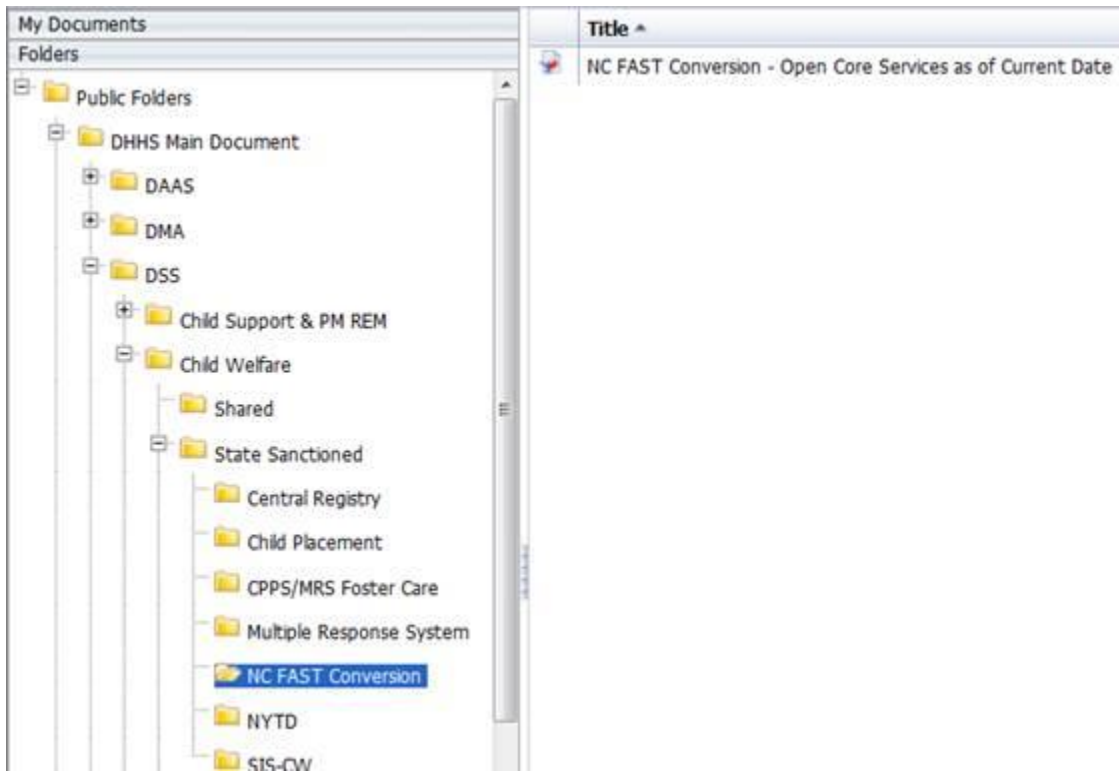 My Documents
Folders
Public Folders
DHHS Main Document
DAAS
DMA
DSS
Child Support & PM REM
Child Welfare
Shared
State Sanctioned
Central Registry
Child Placement
CPPS/MRS Foster Care
Multiple Response System
NC FAST Conversion
NYTD
SIS-CW
Title
NC FAST Conversion - Open Core Services as of Current Date